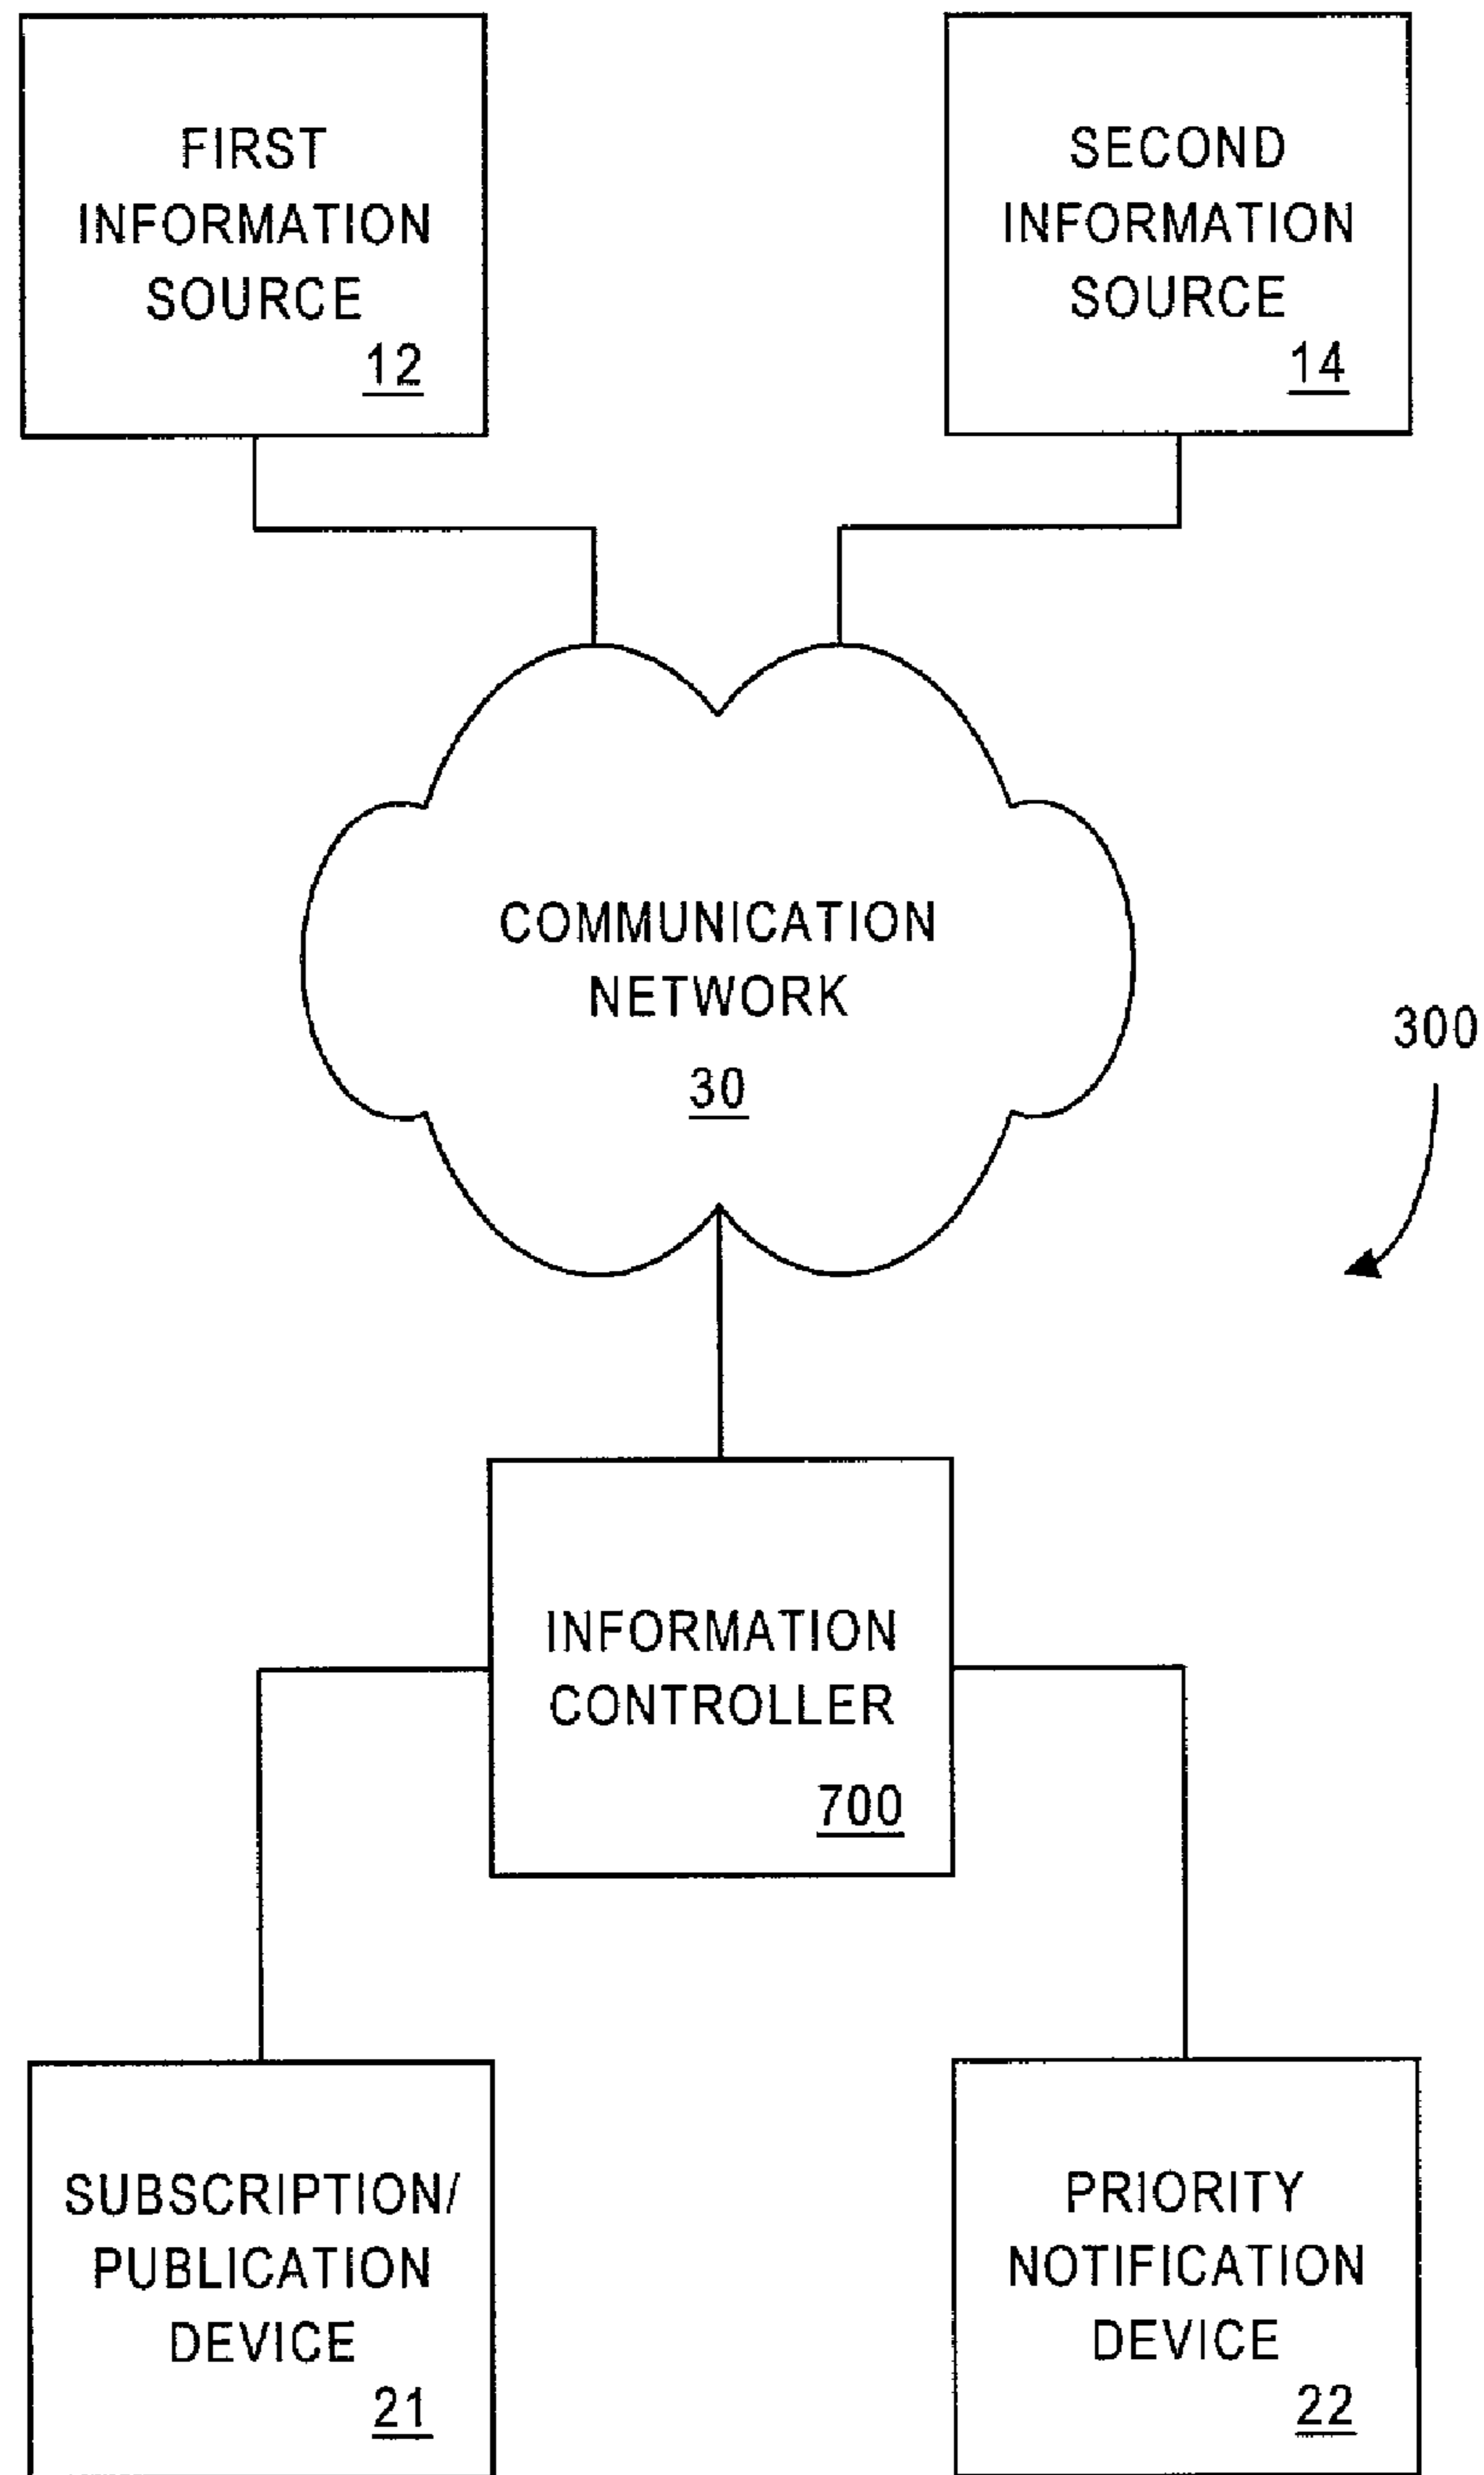 FIRST
INFORMATION
SOURCE
12
SECOND
INFORMATION
SOURCE
14
COMMUNICATION
NETWORK
30
300
INFORMATION
CONTROLLER
700
SUBSCRIPTION/
PUBLICATION
DEVICE
21
PRIORITY
NOTIFICATION
DEVICE
22